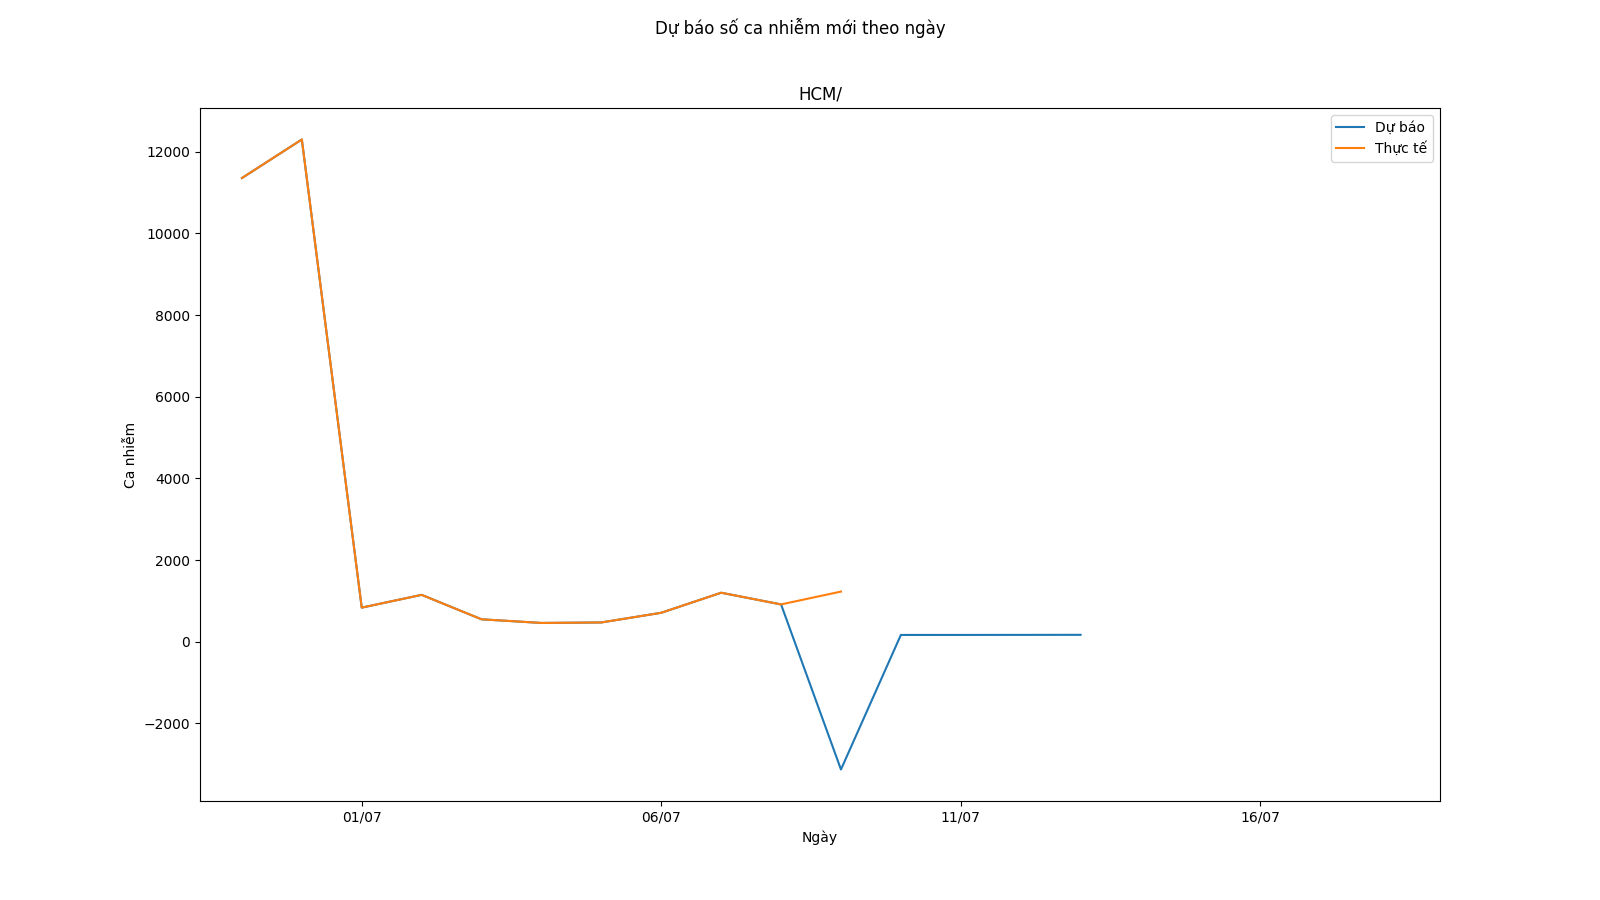 Dự báo số ca nhiễm mới theo ngày
HCM/
Dự báo
Thực tế
12000
10000
8000
6000
4000
2000
0
−2000
Ca nhiễm
01/07
06/07
11/07
16/07
Ngày